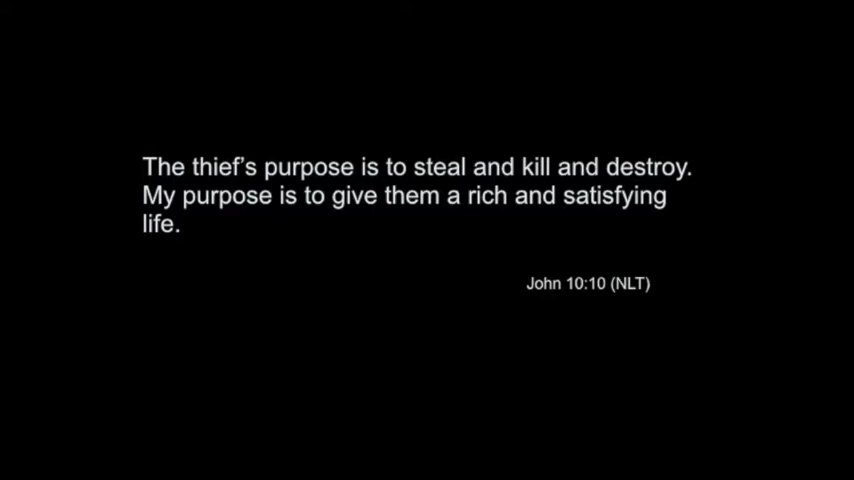 The thief’s purpose is to steal and kill and destroy.
My purpose is to give them a rich and satisfying
life.
John 10:10 (NLT)